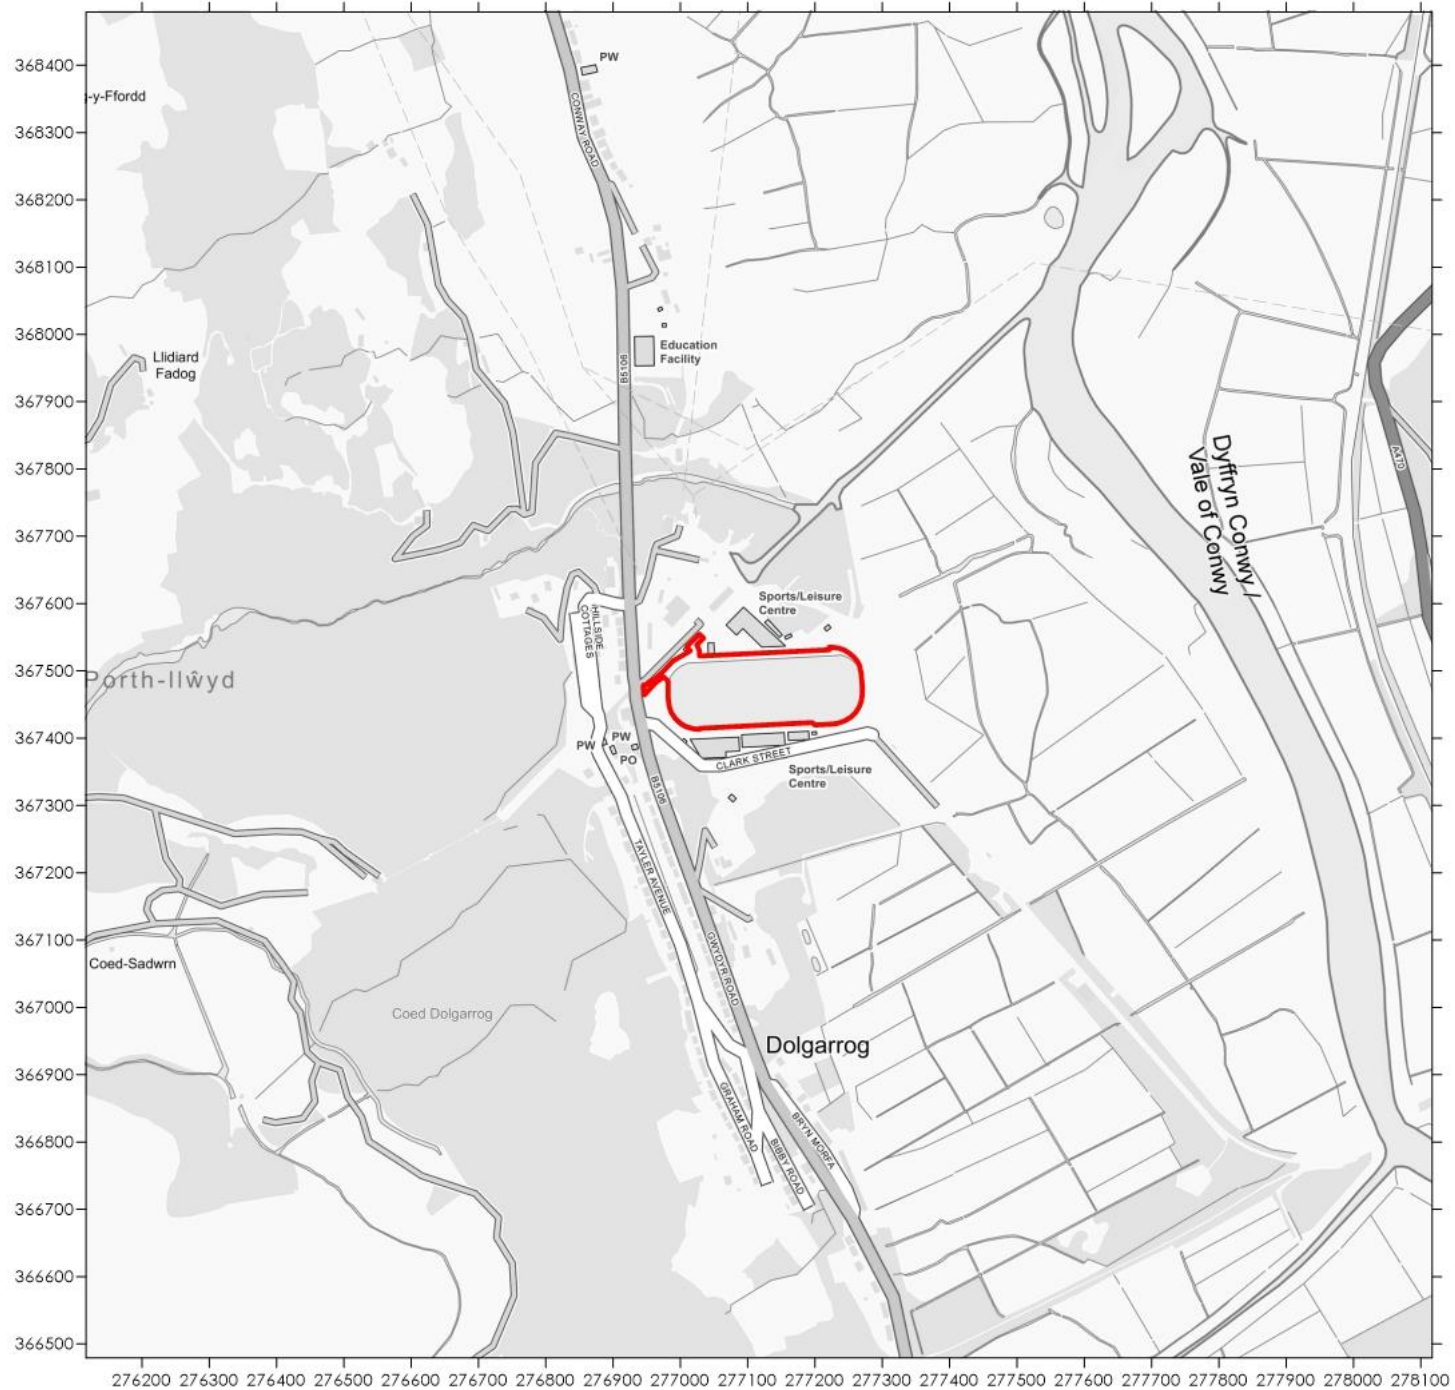 368400
368300
368200
368100
368000
367900
367800
367700
367600
367500
367400
367300
367200
367100
367000
366900
366800
366700
366600
366500
PW
-y-Ffordd
CONWAY ROAD
Education
Facility
B5106
Llidiard
Fadog
A470
Dyffryn Conwy /
Vale of Conwy
Sports/Leisure
Centre
HILLSIDE
COTTAGES
Porth-llŵyd
PW
PW
PO
CLARK STREET
Sports/Leisure
Centre
B5106
TAYLER AVENUE
GWYDYR ROAD
Coed-Sadwrn
Coed Dolgarrog
Dolgarrog
GRAHAM ROAD
BIBBY ROAD
BRYN MORFA
276200 276300 276400 276500 276600 276700 276800 276900 277000 277100 277200 277300 277400 277500 277600 277700 277800 277900 278000 278100